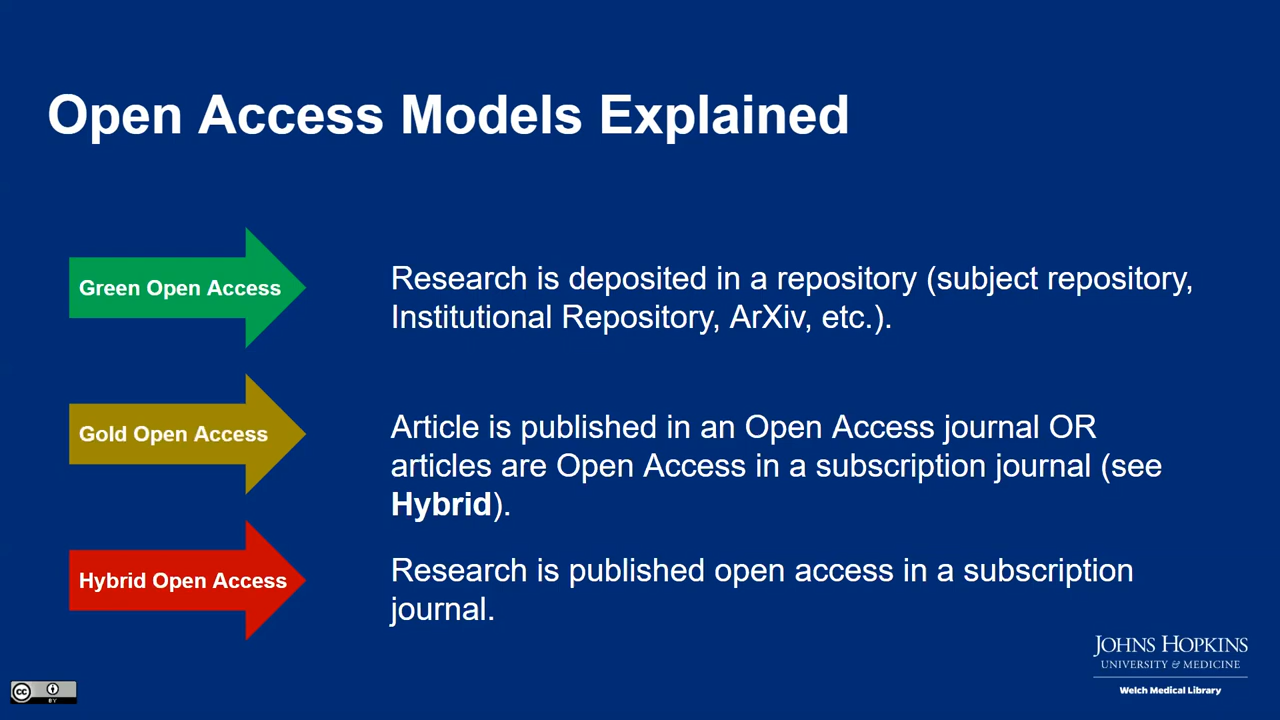 Open Access Models Explained
Green Open Access
Research is deposited in a repository (subject repository,
Institutional Repository, ArXiv, etc.).
Gold Open Access
Article is published in an Open Access journal OR
articles are Open Access in a subscription journal (see
Hybrid).
Hybrid Open Access
Research is published open access in a subscription
journal.
JOHNS HOPKINS
UNIVERSITY & MEDICINE
Welch Medical Library
cc
BY